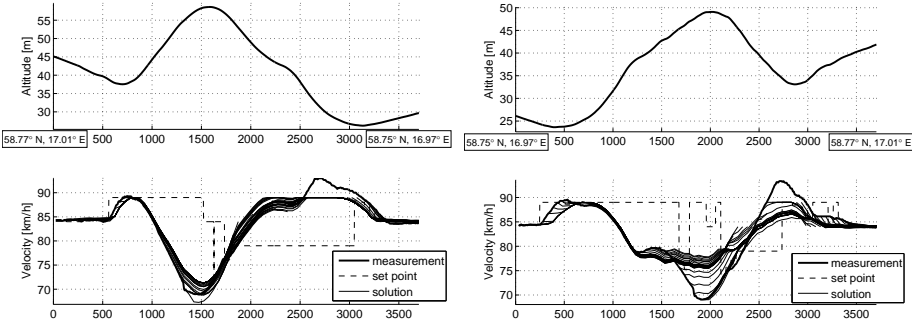 Altitude [m]
55
50
45
40
35
30
500 1000 1500 2000 2500 3000 3500
58.77° N, 17.01° E
58.75° N, 16.97° E
Velocity [km/h]
90
85
80
75
70
measurement
set point
solution
0 500 1000 1500 2000 2500 3000 3500
Altitude [m]
50
45
40
35
30
25
500 1000 1500 2000 2500 3000 3500
58.75° N, 16.97° E
58.77° N, 17.01° E
Velocity [km/h]
90
85
80
75
70
measurement
set point
solution
0 500 1000 1500 2000 2500 3000 3500